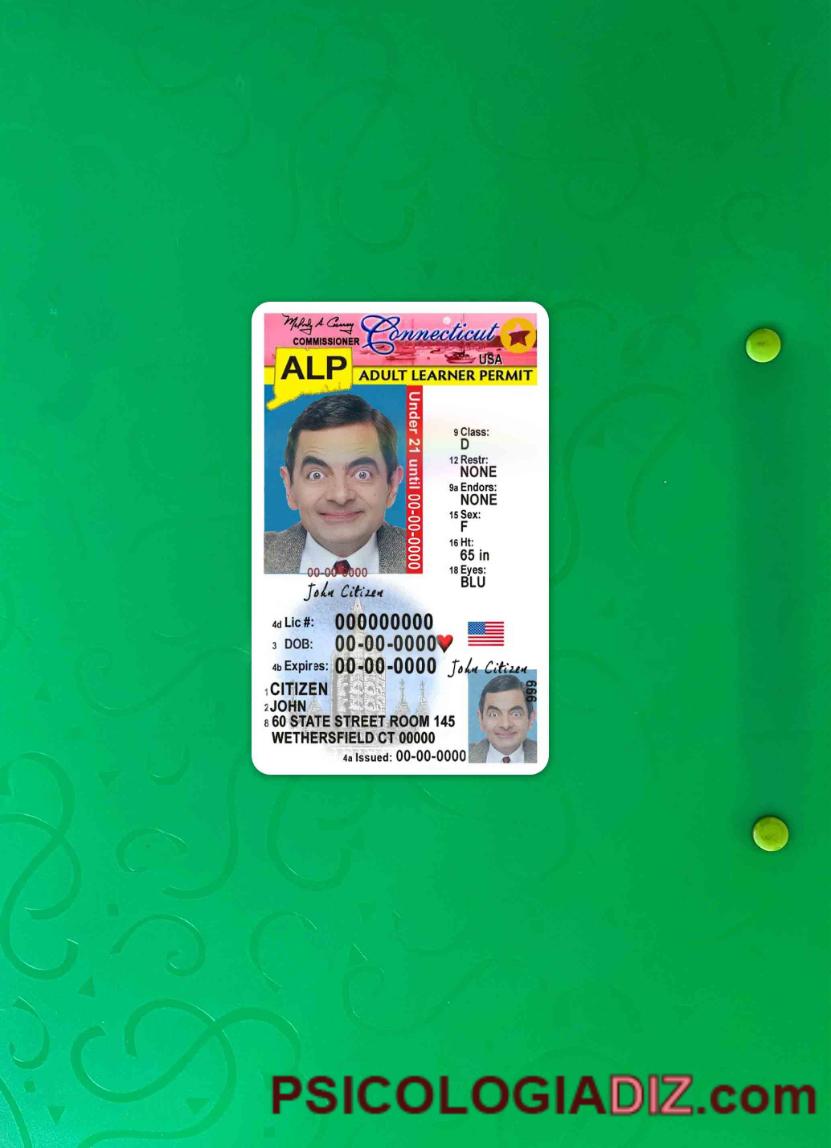 Melody A Currey
COMMISSIONER
Connecticut
USA
ALP
ADULT LEARNER PERMIT
Under 21 until 00-00-0000
9 Class:
D
12 Restr:
NONE
9a Endors:
NONE
15 Sex:
F
16 Ht:
65 in
18 Eyes:
BLU
00-00-0000
John Citizen
4d Lic #: 000000000
3 DOB: 00-00-0000
4b Expires: 00-00-0000
John Citizen
666
1 CITIZEN
2 JOHN
8 60 STATE STREET ROOM 145
WETHERSFIELD CT 00000
4a Issued: 00-00-0000
PSICOLOGIADIZ.com